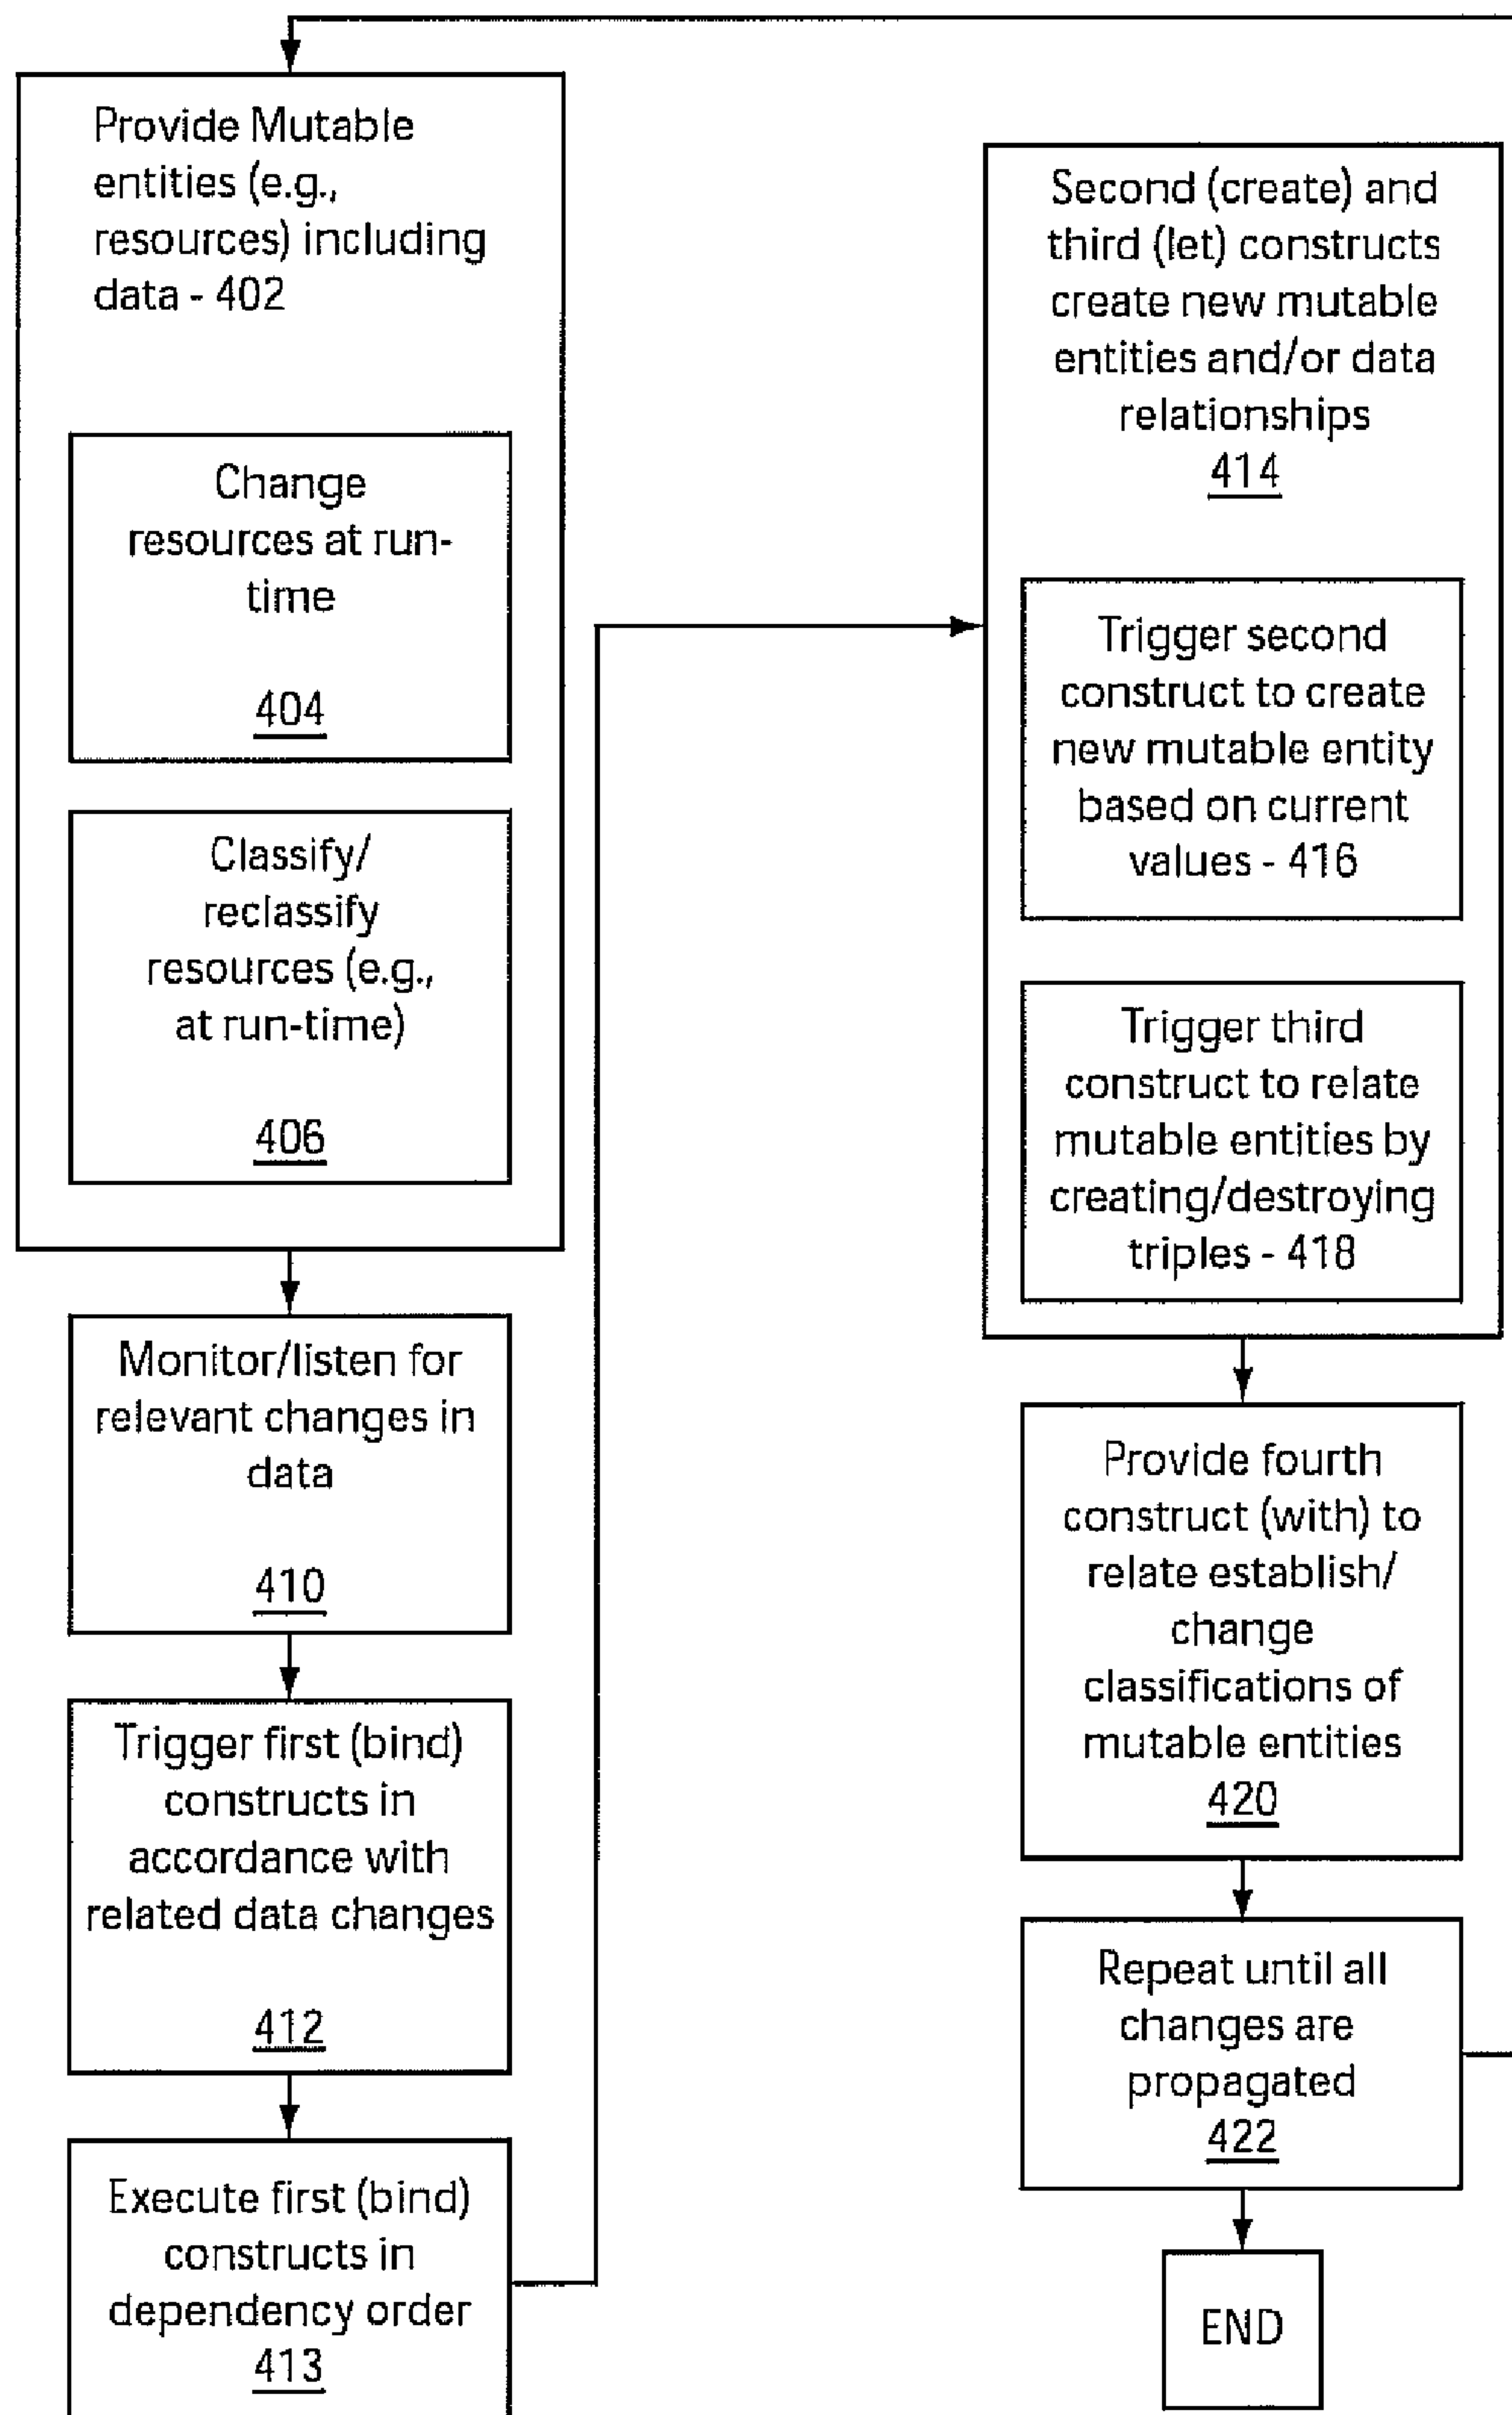 Provide Mutable
entities (e.g.,
resources) including
data - 402
Change
resources at run-
time
404
Classify/
reclassify
resources (e.g.,
at run-time)
406
Monitor/listen for
relevant changes in
data
410
Trigger first (bind)
constructs in
accordance with
related data changes
412
Execute first (bind)
constructs in
dependency order
413
Second (create) and
third (let) constructs
create new mutable
entities and/or data
relationships
414
Trigger second
construct to create
new mutable entity
based on current
values - 416
Trigger third
construct to relate
mutable entities by
creating/destroying
triples - 418
Provide fourth
construct (with) to
relate establish/
change
classifications of
mutable entities
420
Repeat until all
changes are
propagated
422
END